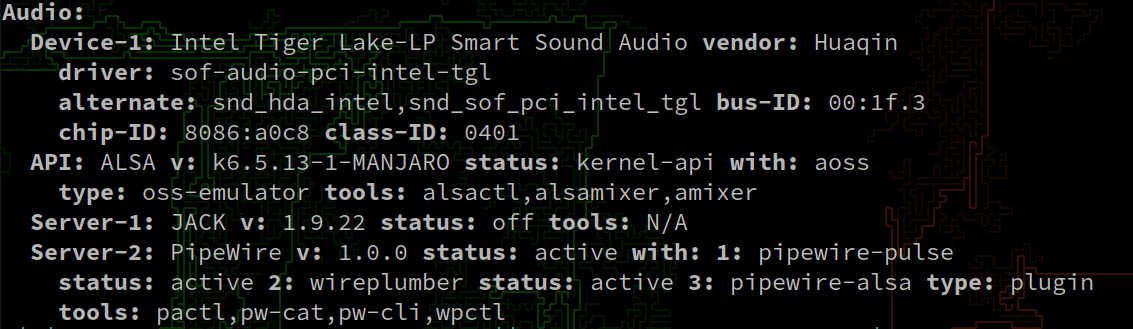 Audio:
Device-1: Intel Tiger Lake-LP Smart Sound Audio vendor: Huaqin
driver: sof-audio-pci-intel-tgl
alternate: snd_hda_intel,snd_sof_pci_intel_tgl bus-ID: 00:1f.3
chip-ID: 8086:a0c8 class-ID: 0401
API: ALSA v: k6.5.13-1-MANJARO status: kernel-api with: aoss
type: oss-emulator tools: alsactl,alsamixer,amixer
Server-1: JACK v: 1.9.22 status: off tools: N/A
Server-2: PipeWire v: 1.0.0 status: active with: 1: pipewire-pulse
status: active 2: wireplumber status: active 3: pipewire-alsa type: plugin
tools: pactl,pw-cat,pw-cli,wpctl